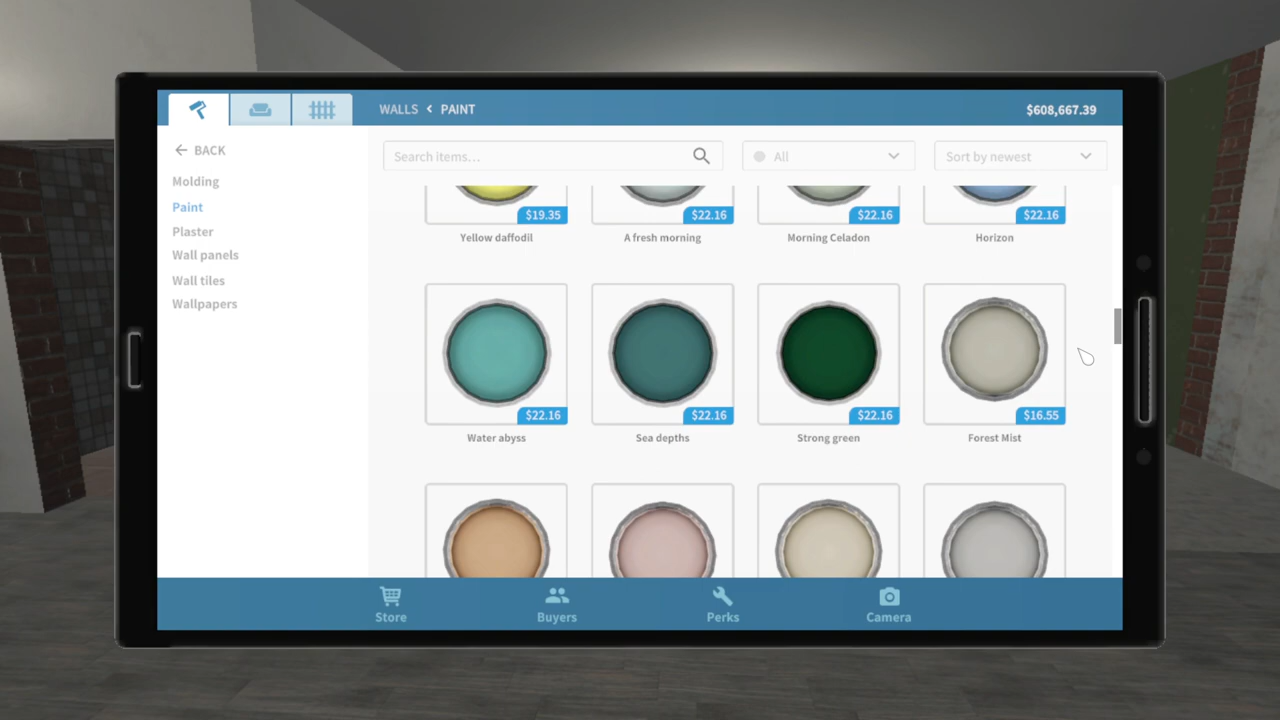 WALLS < PAINT
$608,667.39
BACK
Molding
Paint
Plaster
Wall panels
Wall tiles
Wallpapers
Search items...
All
Sort by newest
$19.35
$22.16
$22.16
$22.16
Yellow daffodil
A fresh morning
Morning Celadon
Horizon
$22.16
$22.16
$22.16
$16.55
Water abyss
Sea depths
Strong green
Forest Mist
Store
Buyers
Perks
Camera